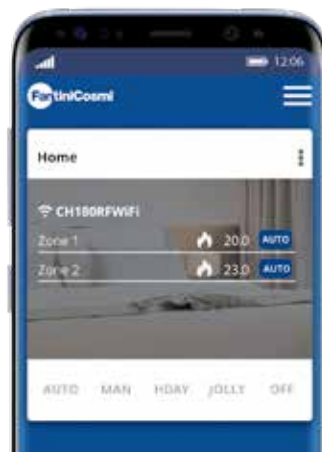 12:06
FantiniCosmi
Home
CH180RFWiFi
Zone 1 20.0 AUTO
Zone 2 23.0 AUTO
AUTO MAN HDAY JOLLY OFF